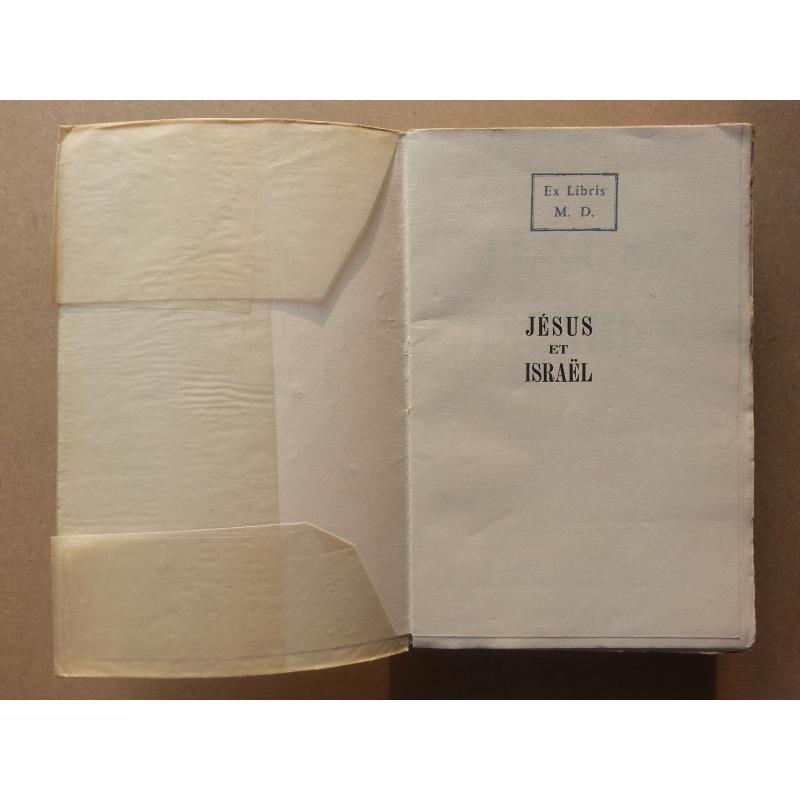 Ex Libris
M. D.
JÉSUS
ET
ISRAËL